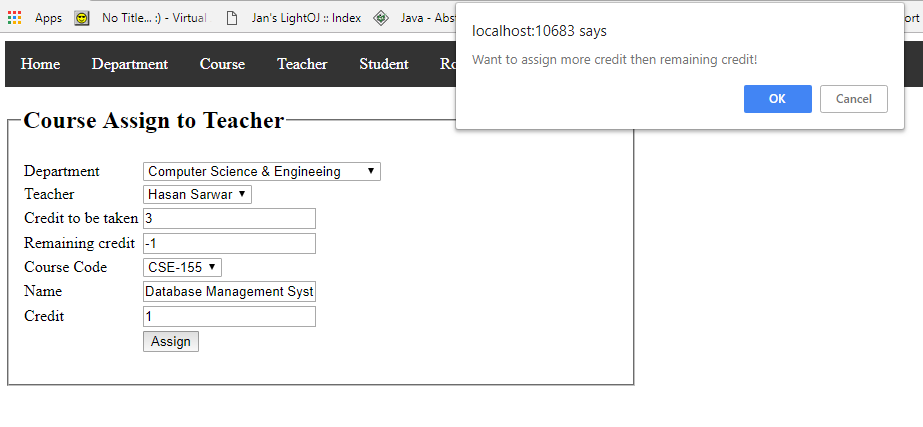 Apps No Title... :) - Virtual Jan's LightOJ :: Index Java - Abst ort
localhost:10683 says
Want to assign more credit then remaining credit!
OK Cancel
Home Department Course Teacher Student Ro
Course Assign to Teacher
Department Computer Science & Engineeing
Teacher Hasan Sarwar
Credit to be taken 3
Remaining credit -1
Course Code CSE-155
Name Database Management Syst
Credit 1
Assign